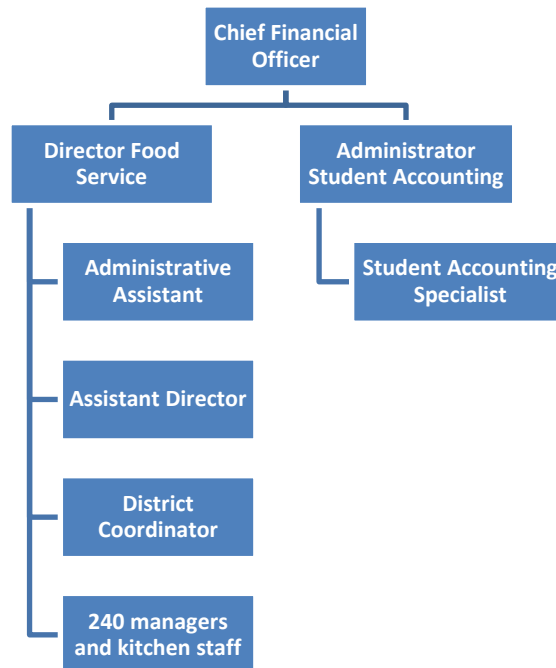 Chief Financial
Officer
Director Food
Service
Administrator
Student Accounting
Administrative
Assistant
Student Accounting
Specialist
Assistant Director
District
Coordinator
240 managers
and kitchen staff